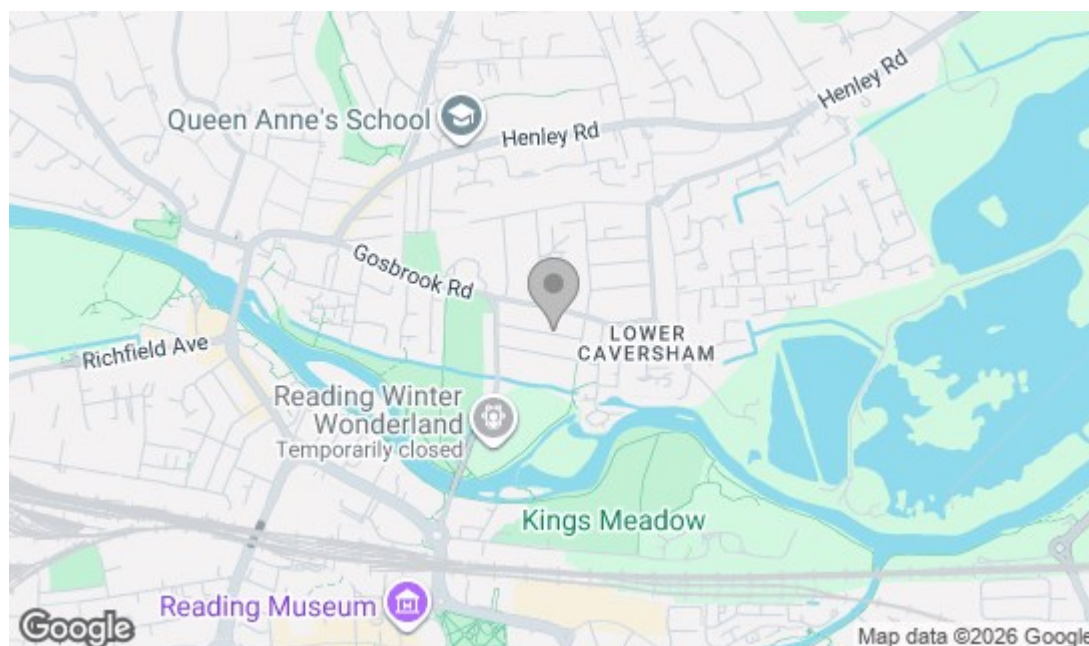 Henley Rd
Queen Anne's School
Henley Rd
Gosbrook Rd
LOWER
CAVERSHAM
Richfield Ave
Reading Winter
Wonderland
Temporarily closed
Kings Meadow
Reading Museum
Google
Map data ©2026 Google